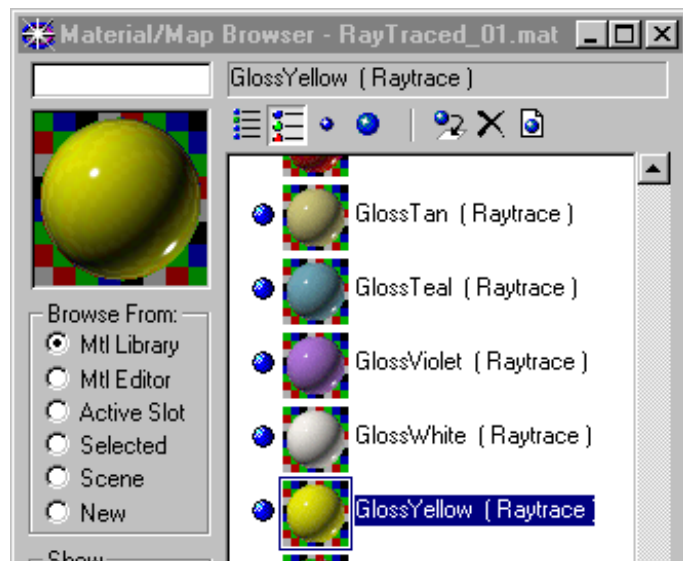 Material/Map Browser - RayTraced_01.mat
GlossYellow ( Raytrace )
GlossTan ( Raytrace )
GlossTeal ( Raytrace )
GlossViolet ( Raytrace )
GlossWhite ( Raytrace )
GlossYellow ( Raytrace )
Browse From:
Mtl Library
Mtl Editor
Active Slot
Selected
Scene
New
Show